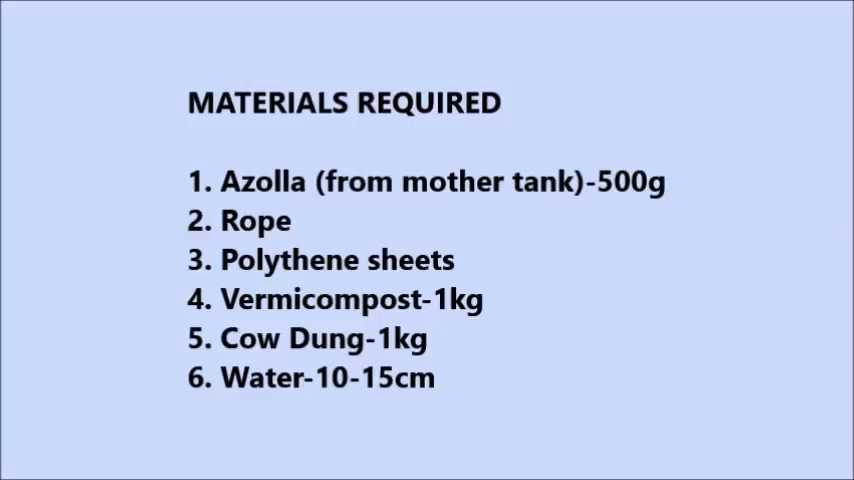 MATERIALS REQUIRED
1. Azolla (from mother tank)-500g
2. Rope
3. Polythene sheets
4. Vermicompost-1kg
5. Cow Dung-1kg
6. Water-10-15cm